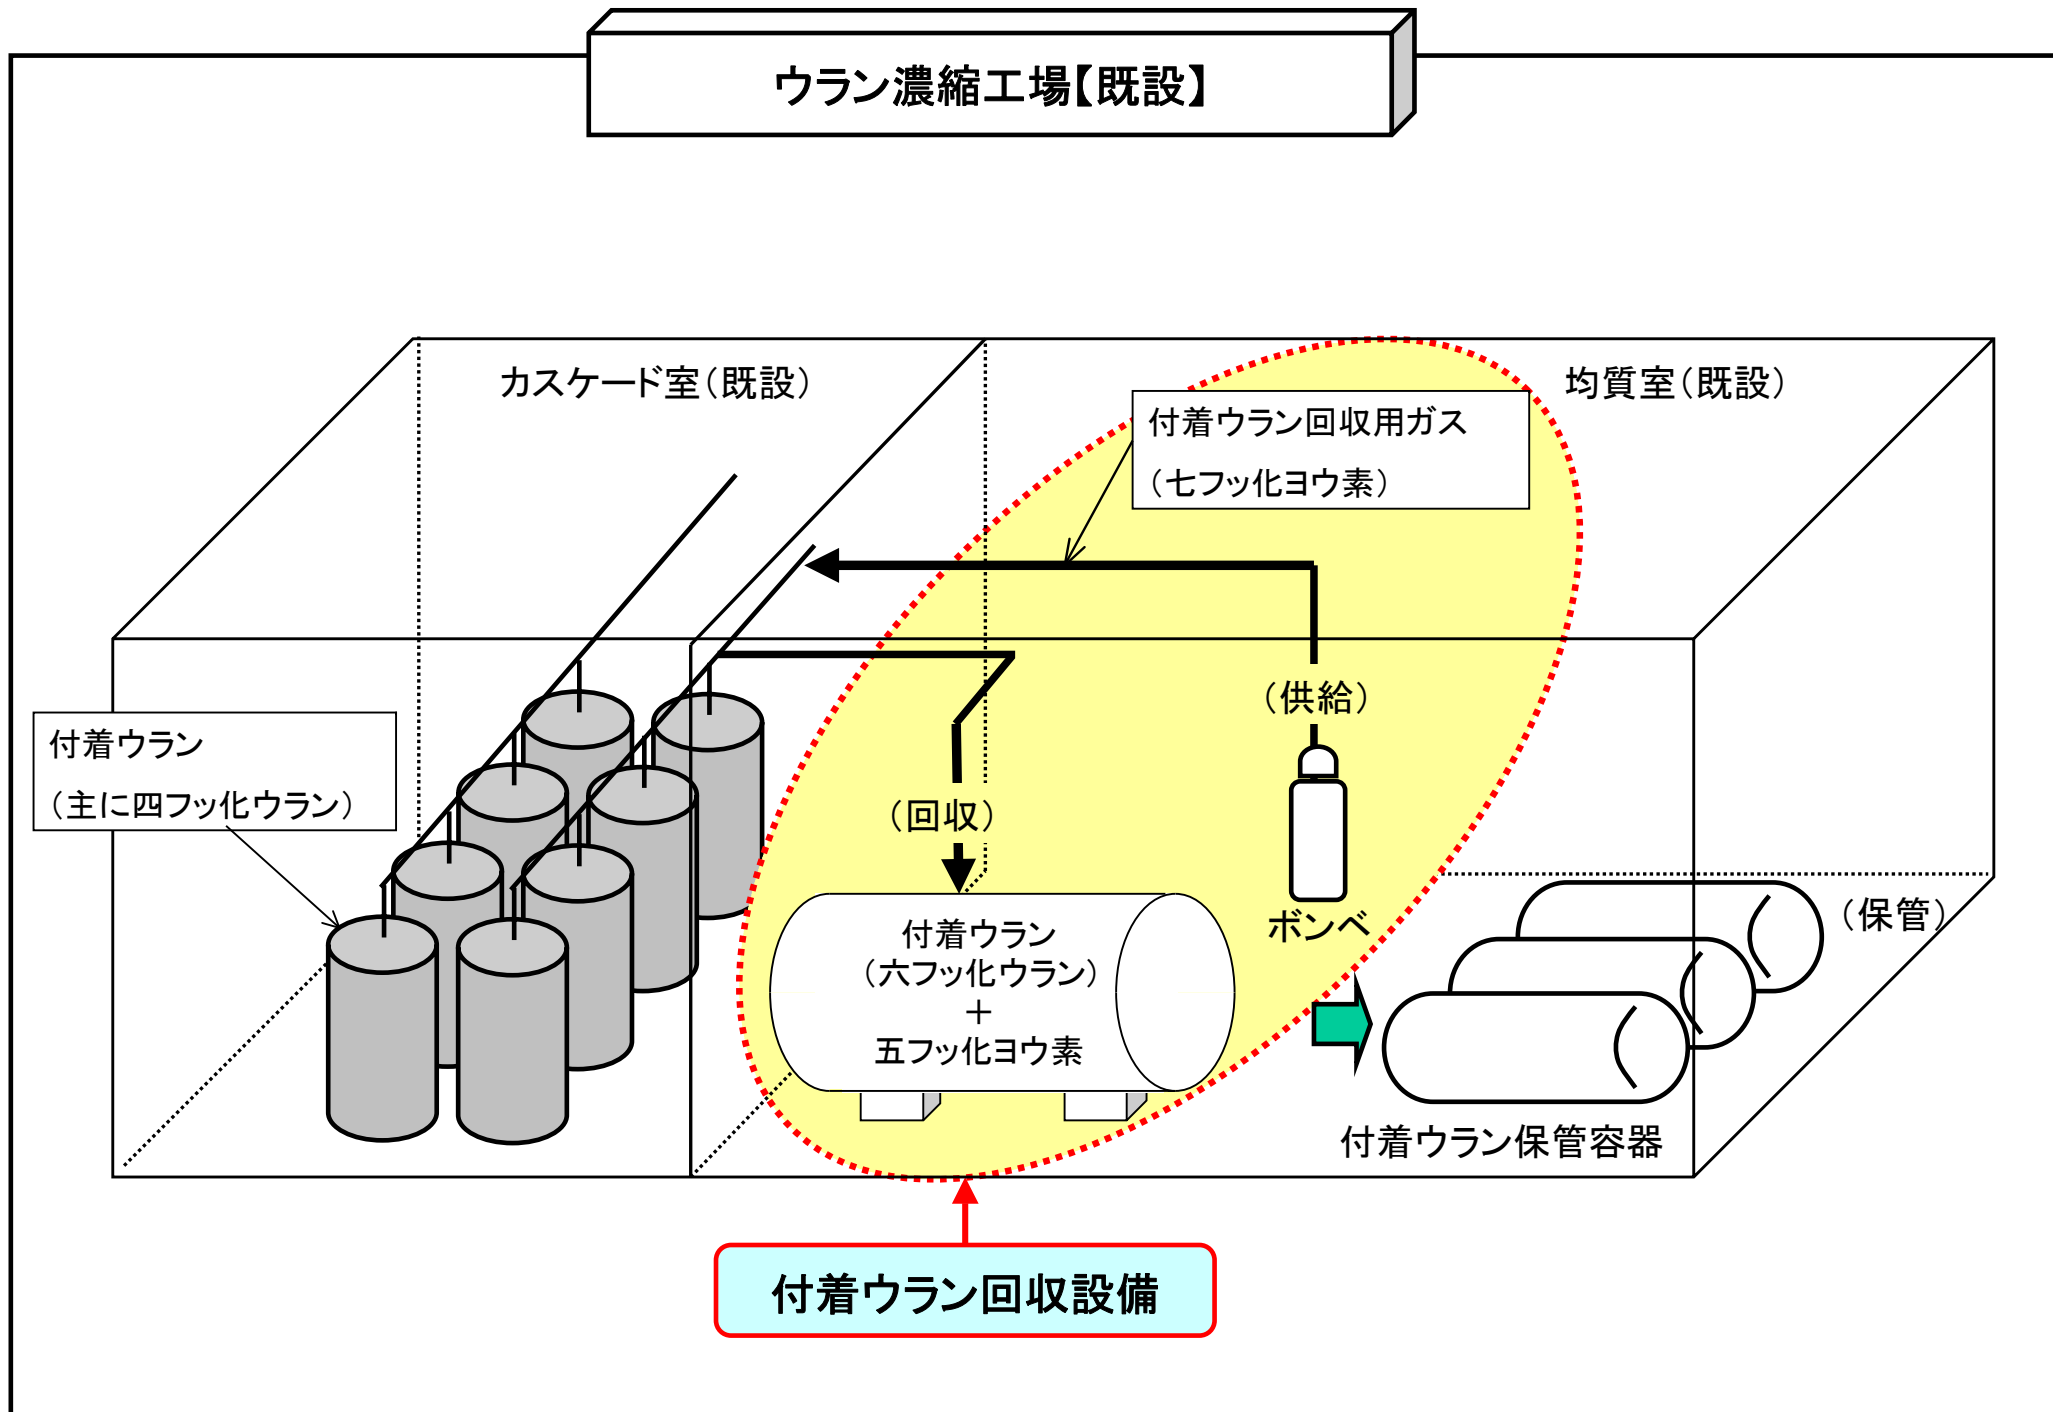 ウラン濃縮工場【既設】
カスケード室（既設）
均質室（既設）
付着ウラン回収用ガス
（七フッ化ヨウ素）
（供給）
付着ウラン
（主に四フッ化ウラン）
（回収）
ボンベ
（保管）
付着ウラン
（六フッ化ウラン）
＋
五フッ化ヨウ素
付着ウラン保管容器
付着ウラン回収設備